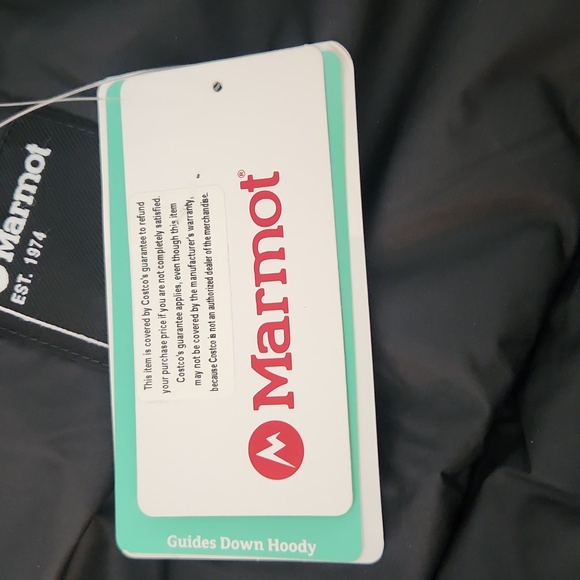 Marmot
EST. 1974
This item is covered by Costco's guarantee to refund
your purchase price if you are not completely satisfied.
Costco's guarantee applies, even though this item
may not be covered by the manufacturer's warranty,
because Costco is not an authorized dealer of the merchandise.
Marmot®
Guides Down Hoody